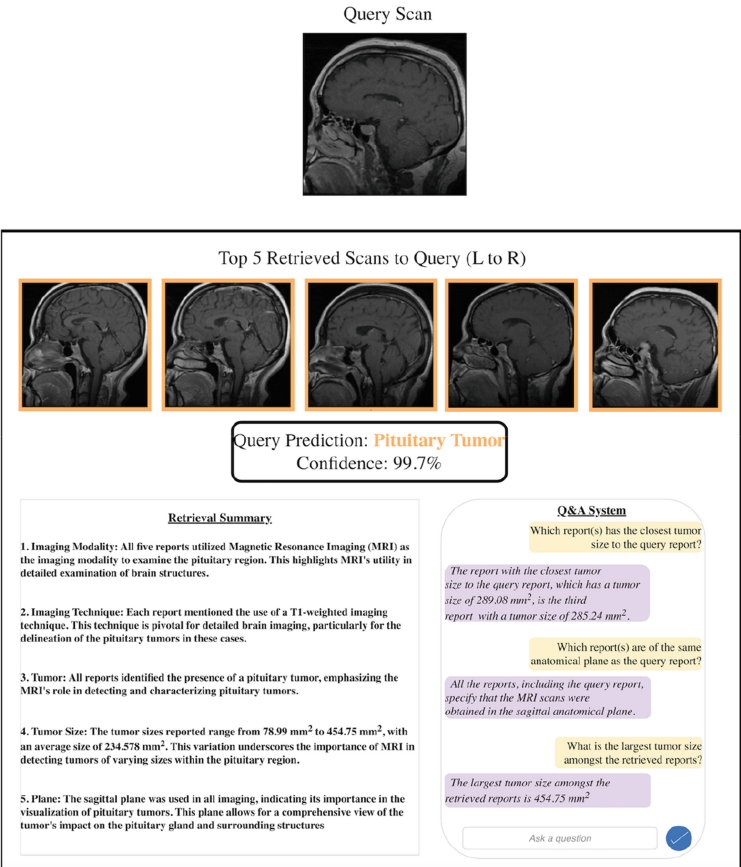 Query Scan
Top 5 Retrieved Scans to Query (L to R)
Query Prediction: Pituitary Tumor
Confidence: 99.7%
Retrieval Summary
1. Imaging Modality: All five reports utilized Magnetic Resonance Imaging (MRI) as
the imaging modality to examine the pituitary region. This highlights MRI's utility in
detailed examination of brain structures.
2. Imaging Technique: Each report mentioned the use of a T1-weighted imaging
technique. This technique is pivotal for detailed brain imaging, particularly for the
delineation of the pituitary tumors in these cases.
3. Tumor: All reports identified the presence of a pituitary tumor, emphasizing the
MRI's role in detecting and characterizing pituitary tumors.
4. Tumor Size: The tumor sizes reported range from 78.99 mm² to 454.75 mm², with
an average size of 234.578 mm². This variation underscores the importance of MRI in
detecting tumors of varying sizes within the pituitary region.
5. Plane: The sagittal plane was used in all imaging, indicating its importance in the
visualization of pituitary tumors. This plane allows for a comprehensive view of the
tumor's impact on the pituitary gland and surrounding structures
Q&A System
Which report(s) has the closest tumor
size to the query report?
The report with the closest tumor
size to the query report, which has a tumor
size of 289.08 mm², is the third
report with a tumor size of 285.24 mm².
Which report(s) are of the same
anatomical plane as the query report?
All the reports, including the query report,
specify that the MRI scans were
obtained in the sagittal anatomical plane.
What is the largest tumor size
amongst the retrieved reports?
The largest tumor size amongst the
retrieved reports is 454.75 mm²
Ask a question